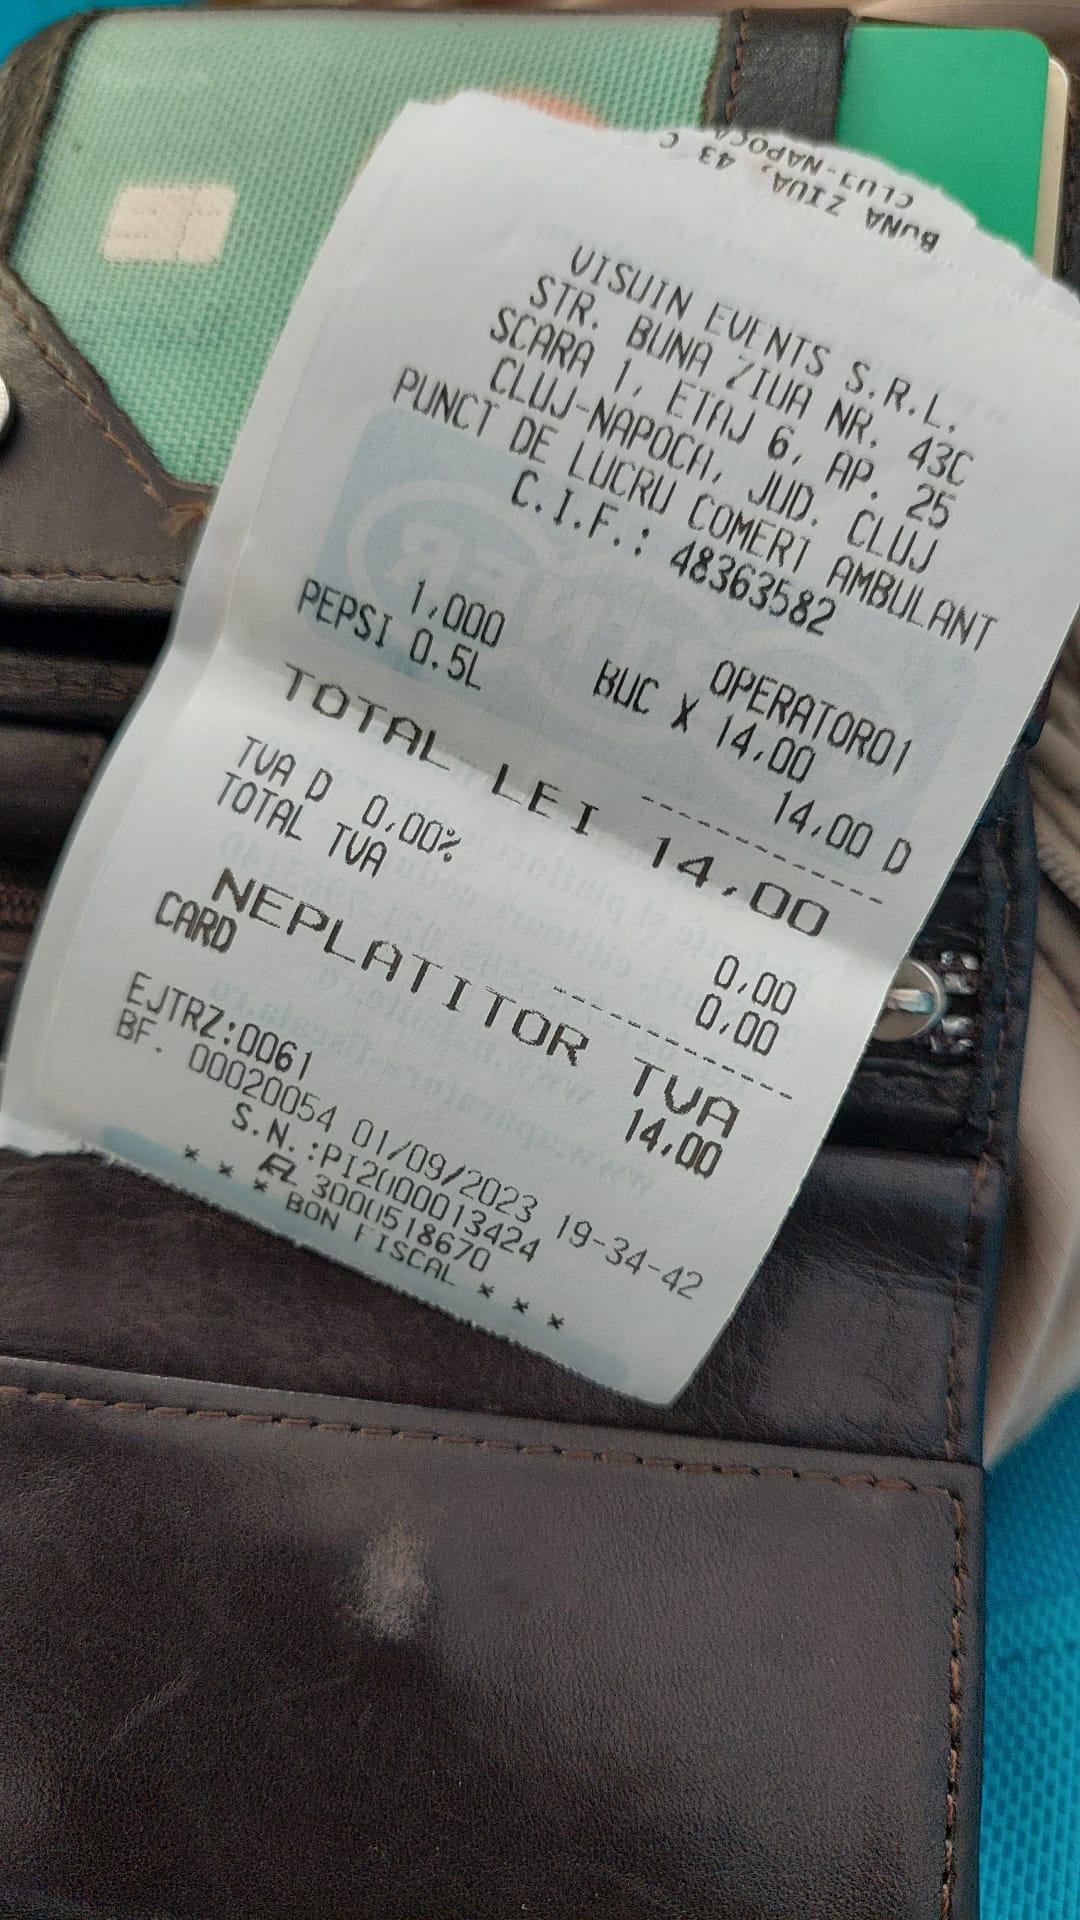 BUNA ZIUA, 43 C
CLUJ-NAPOCA
VISUIN EVENTS S.R.L.
STR. BUNA ZIUA NR. 43C
SCARA 1, ETAJ 6, AP. 25
CLUJ-NAPOCA, JUD. CLUJ
PUNCT DE LUCRU COMERT AMBULANT
C.I.F.: 48363582
OPERATOR01
1,000 BUC X 14,00
PEPSI 0.5L 14,00 D
TOTAL LEI 14,00
TVA D 0,00% 0,00
TOTAL TVA 0,00
NEPLATITOR TVA
CARD 14,00
EJTRZ:0061
BF. 00020054 01/09/2023 19-34-42
S.N.:PI2000013424
3000518670
* * * BON FISCAL * * *